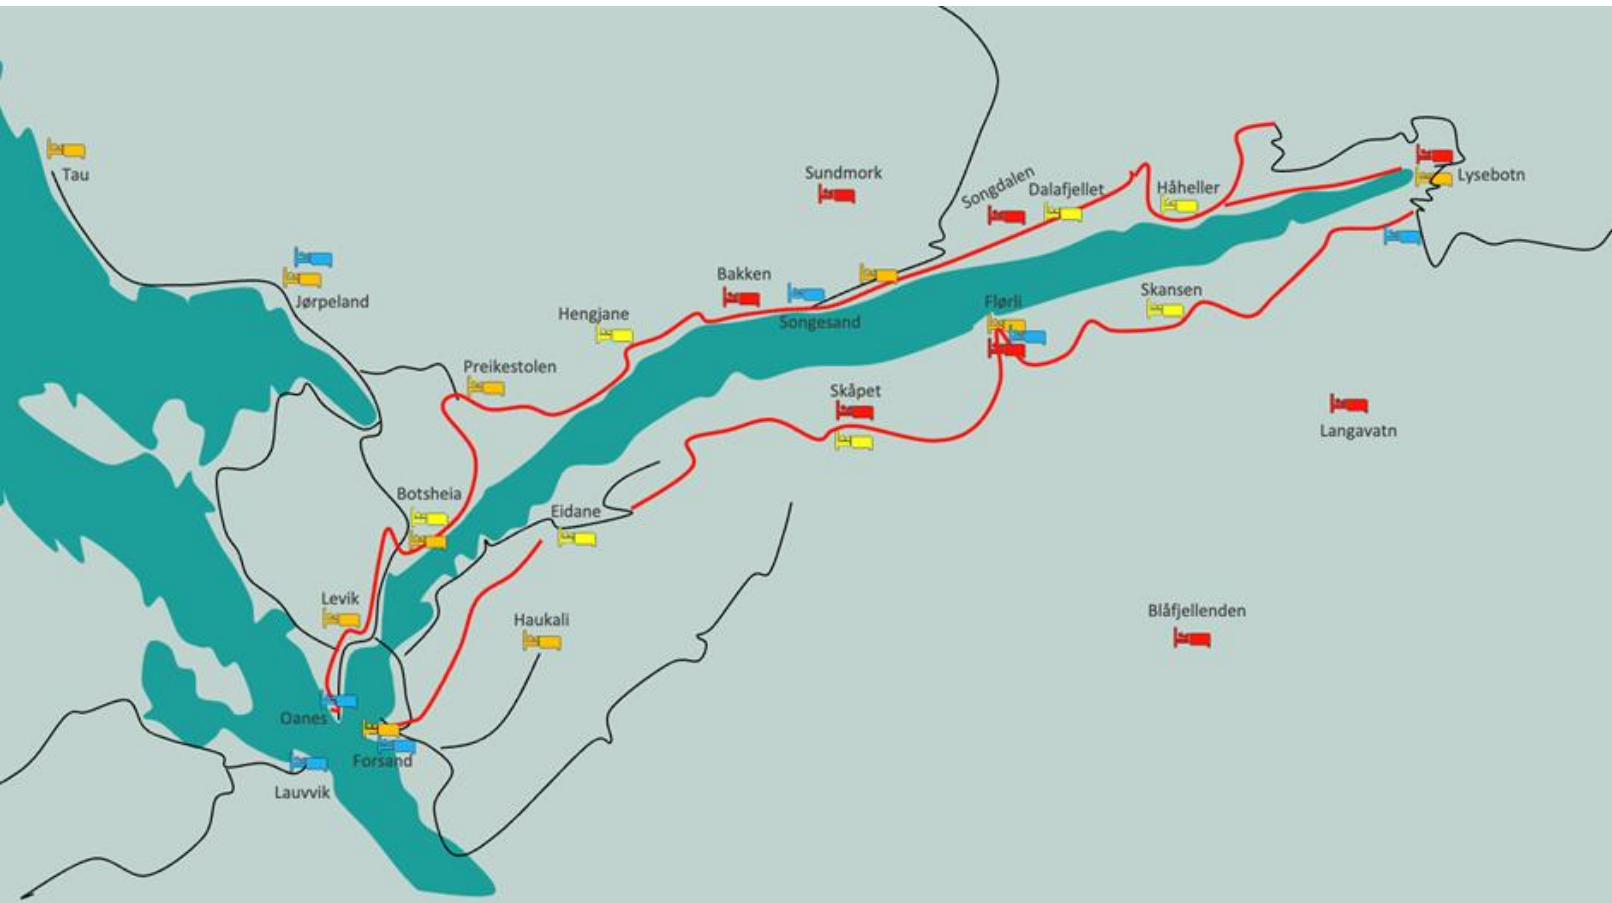 Tau
Sundmork
Songdalen
Dalafjellet
Håheller
Lysebotn
Jørpeland
Bakken
Hengjane
Songesand
Flørli
Skansen
Preikestolen
Skåpet
Langavatn
Botsheia
Eidane
Levik
Haukali
Blåfjellenden
Oanes
Forsand
Lauvvik